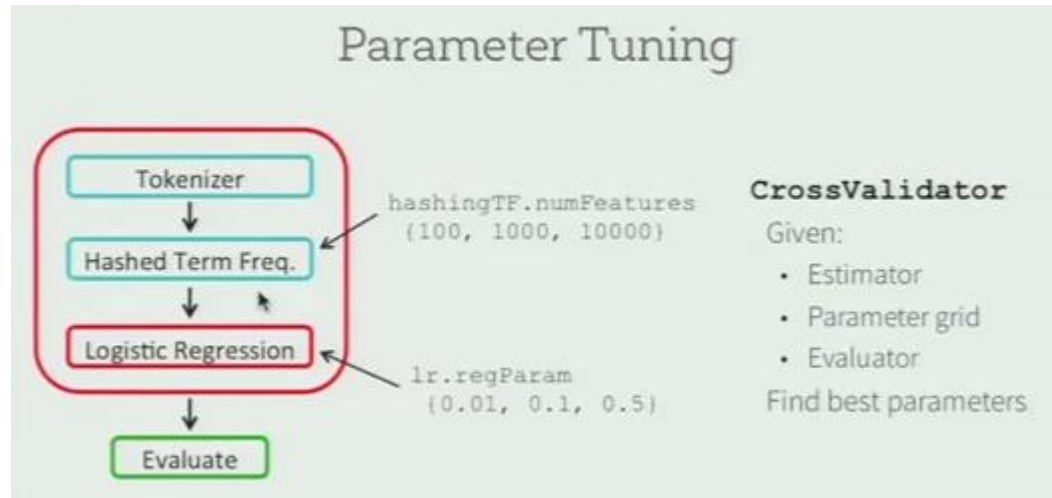 Parameter Tuning
Tokenizer
Hashed Term Freq.
Logistic Regression
Evaluate
hashingTF.numFeatures
{100, 1000, 10000}
lr.regParam
{0.01, 0.1, 0.5}
CrossValidator
Given:
• Estimator
• Parameter grid
• Evaluator
Find best parameters